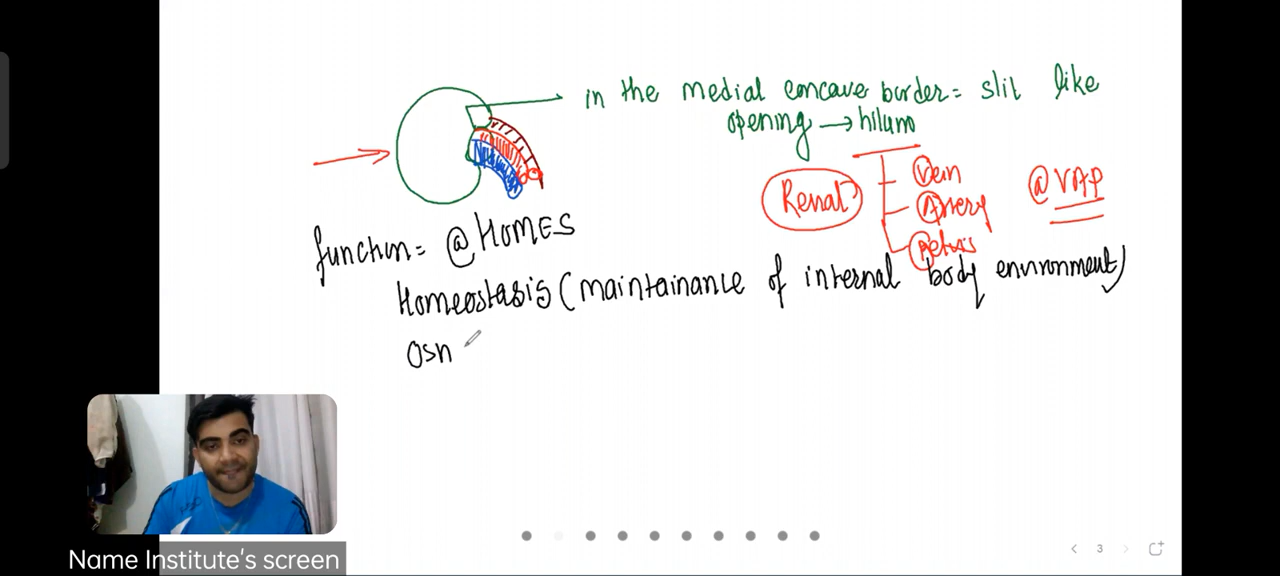 in the medial concave border = slit like
opening → hilum
Renal
Vein
Artery
Pelvis
@ VAP
function = @ HOMES
Homeostasis (maintainance of internal body environment)
Osn
Name Institute's screen
3